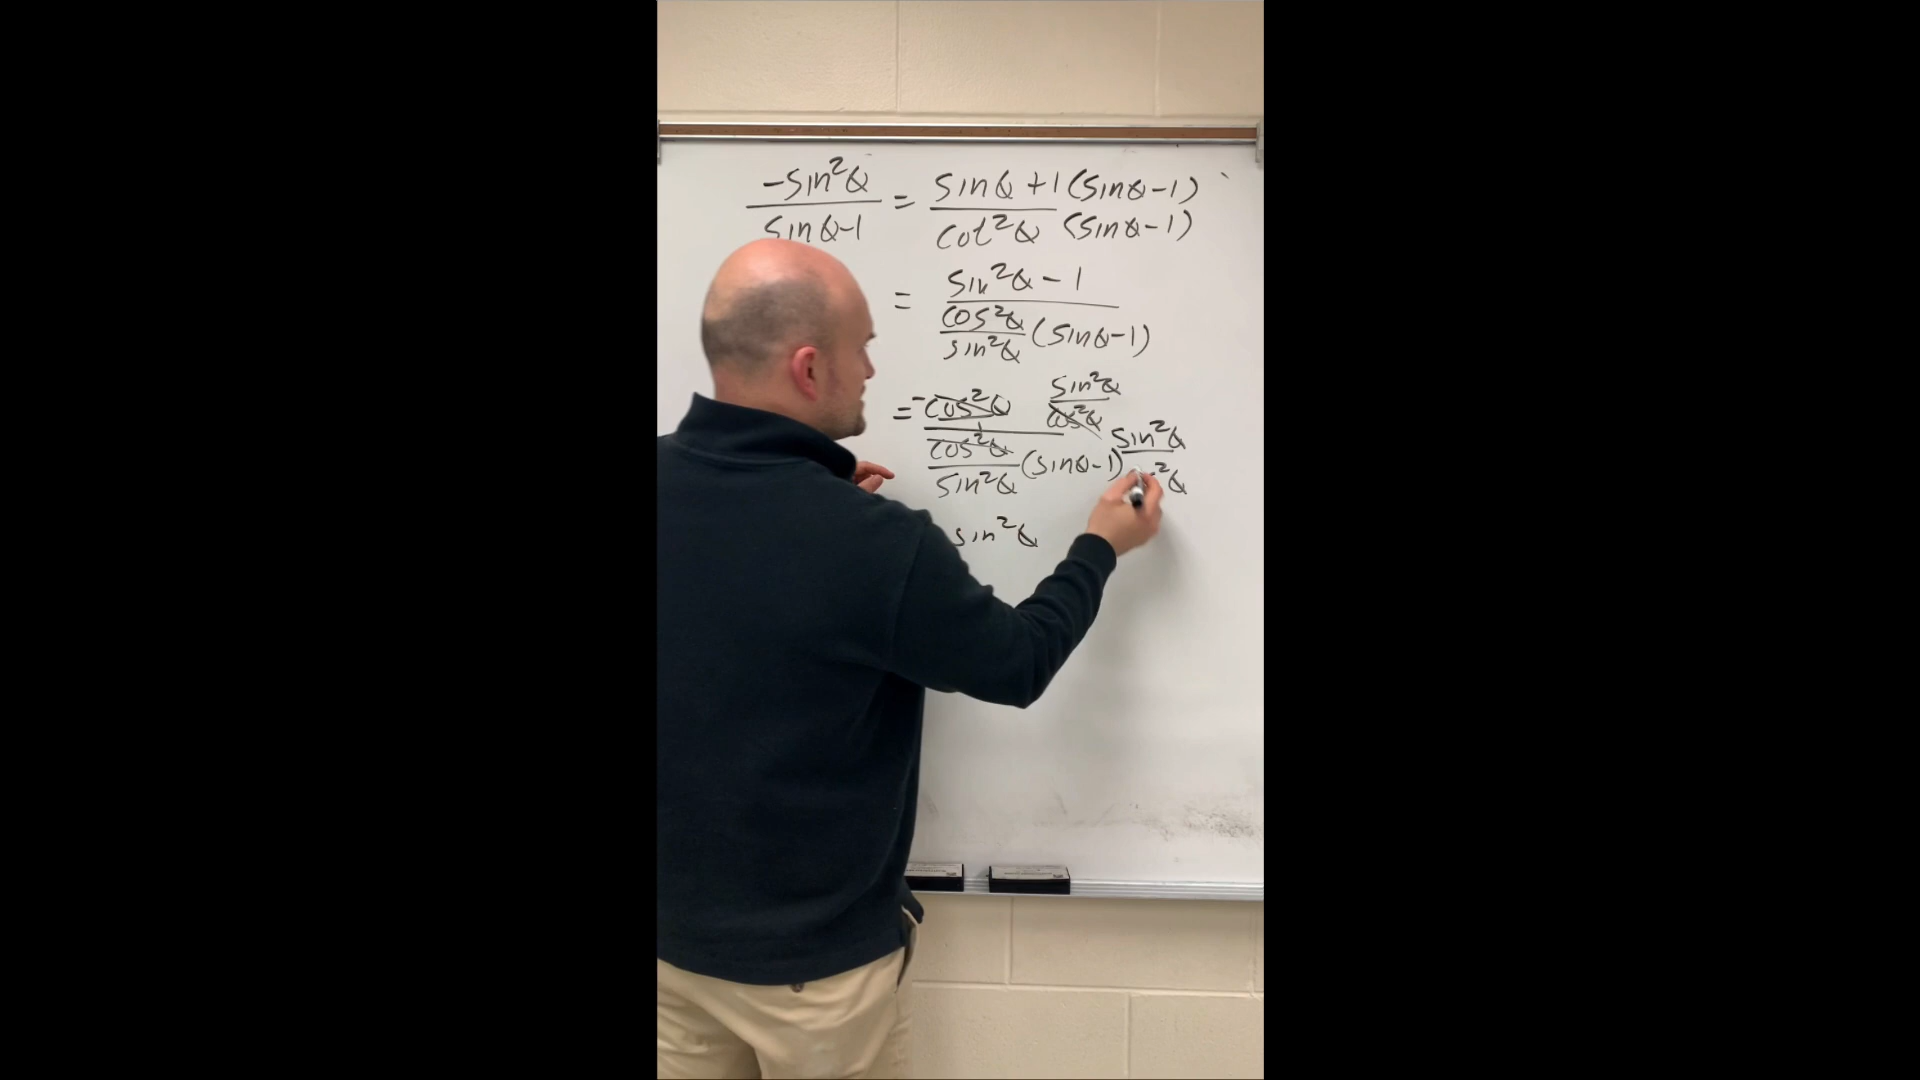 -sin²θ / sinθ-1 = sinθ+1 (sinθ-1) / cot²θ (sinθ-1)
= sin²θ-1 / cos²θ/sin²θ (sinθ-1)
= -cos²θ / cos²θ/sin²θ (sinθ-1) sin²θ/cos²θ sin²θ/ ²θ
sin²θ